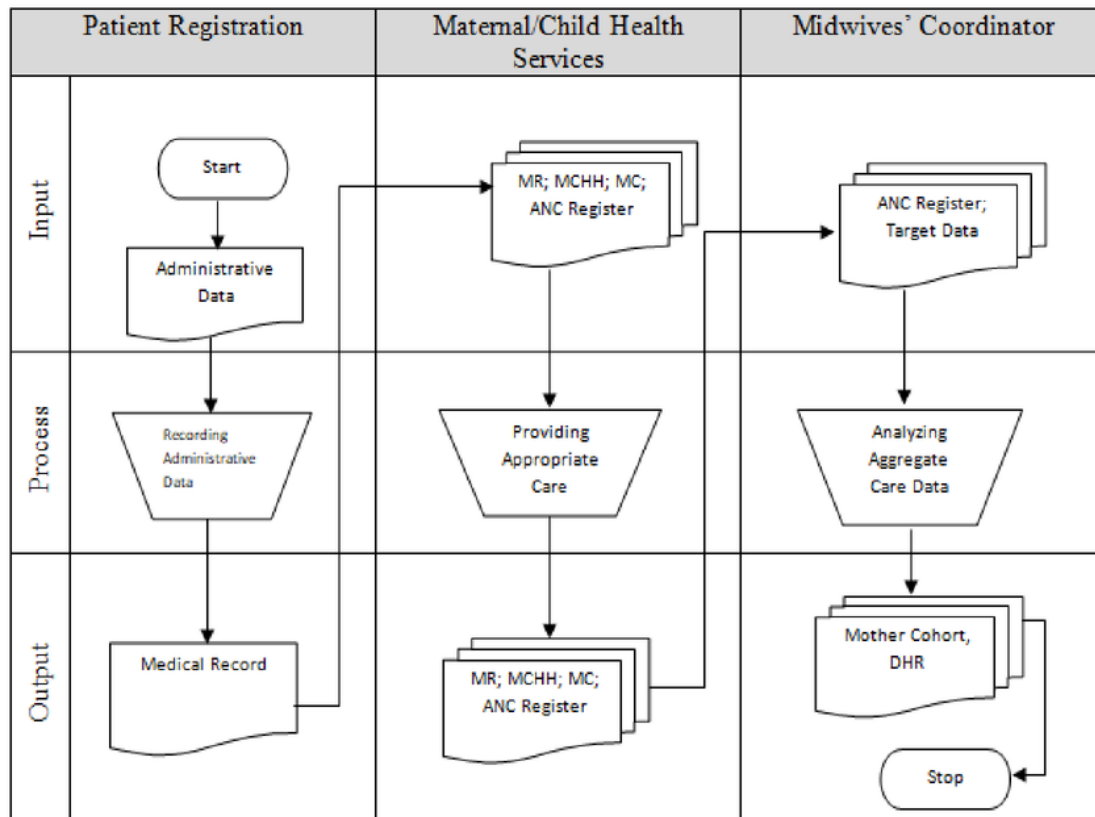 Patient Registration
Maternal/Child Health
Services
Midwives' Coordinator
Input
Start
Administrative
Data
MR; MCHH; MC;
ANC Register
ANC Register;
Target Data
Process
Recording
Administrative
Data
Providing
Appropriate
Care
Analyzing
Aggregate
Care Data
Output
Medical Record
MR; MCHH; MC;
ANC Register
Mother Cohort,
DHR
Stop